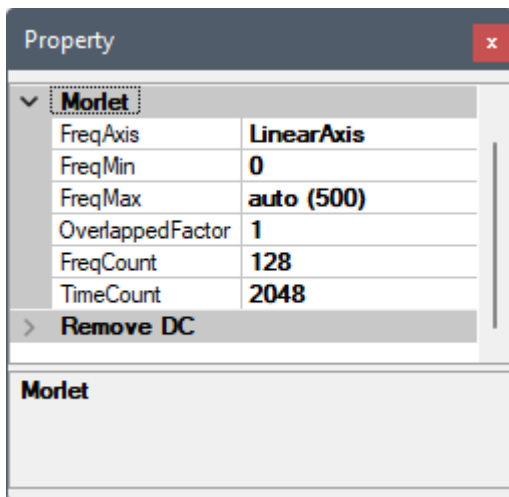 Property
x
Morlet
FreqAxis LinearAxis
FreqMin 0
FreqMax auto (500)
OverlappedFactor 1
FreqCount 128
TimeCount 2048
Remove DC
Morlet